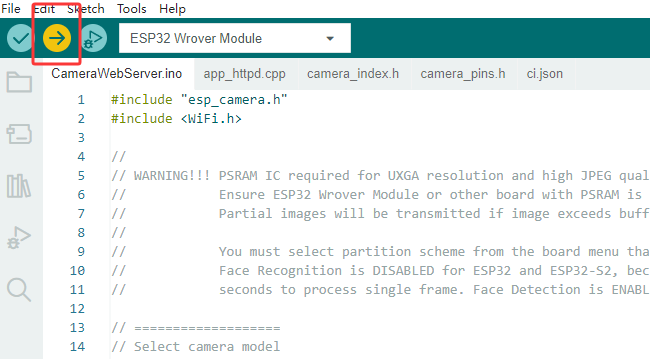 File Edit Sketch Tools Help
ESP32 Wrover Module
CameraWebServer.ino app_httpd.cpp camera_index.h camera_pins.h ci.json
1 #include "esp_camera.h"
2 #include <WiFi.h>
3
4 //
5 // WARNING!!! PSRAM IC required for UXGA resolution and high JPEG qual
6 // Ensure ESP32 Wrover Module or other board with PSRAM is
7 // Partial images will be transmitted if image exceeds buff
8 //
9 // You must select partition scheme from the board menu tha
10 // Face Recognition is DISABLED for ESP32 and ESP32-S2, bec
11 // seconds to process single frame. Face Detection is ENABL
12
13 // ===================
14 // Select camera model